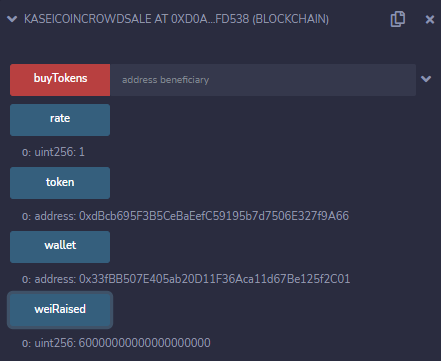 KASEICOINCROWDSALE AT 0XD0A...FD538 (BLOCKCHAIN)
buyTokens address beneficiary
rate
0: uint256: 1
token
0: address: 0xdBcb695F3B5CeBaEefC59195b7d7506E327f9A66
wallet
0: address: 0x33fBB507E405ab20D11F36Aca11d67Be125f2C01
weiRaised
0: uint256: 60000000000000000000